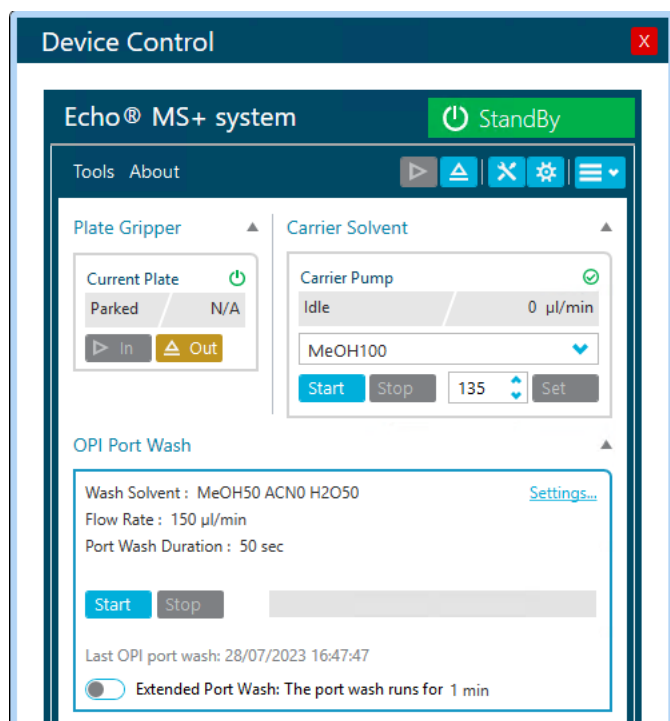 Device Control
X
Echo® MS+ system
StandBy
Tools About
Plate Gripper
Current Plate
Parked N/A
In Out
Carrier Solvent
Carrier Pump
Idle 0 µl/min
MeOH100
Start Stop 135 Set
OPI Port Wash
Wash Solvent : MeOH50 ACN0 H2O50 Settings...
Flow Rate : 150 µl/min
Port Wash Duration : 50 sec
Start Stop
Last OPI port wash: 28/07/2023 16:47:47
Extended Port Wash: The port wash runs for 1 min